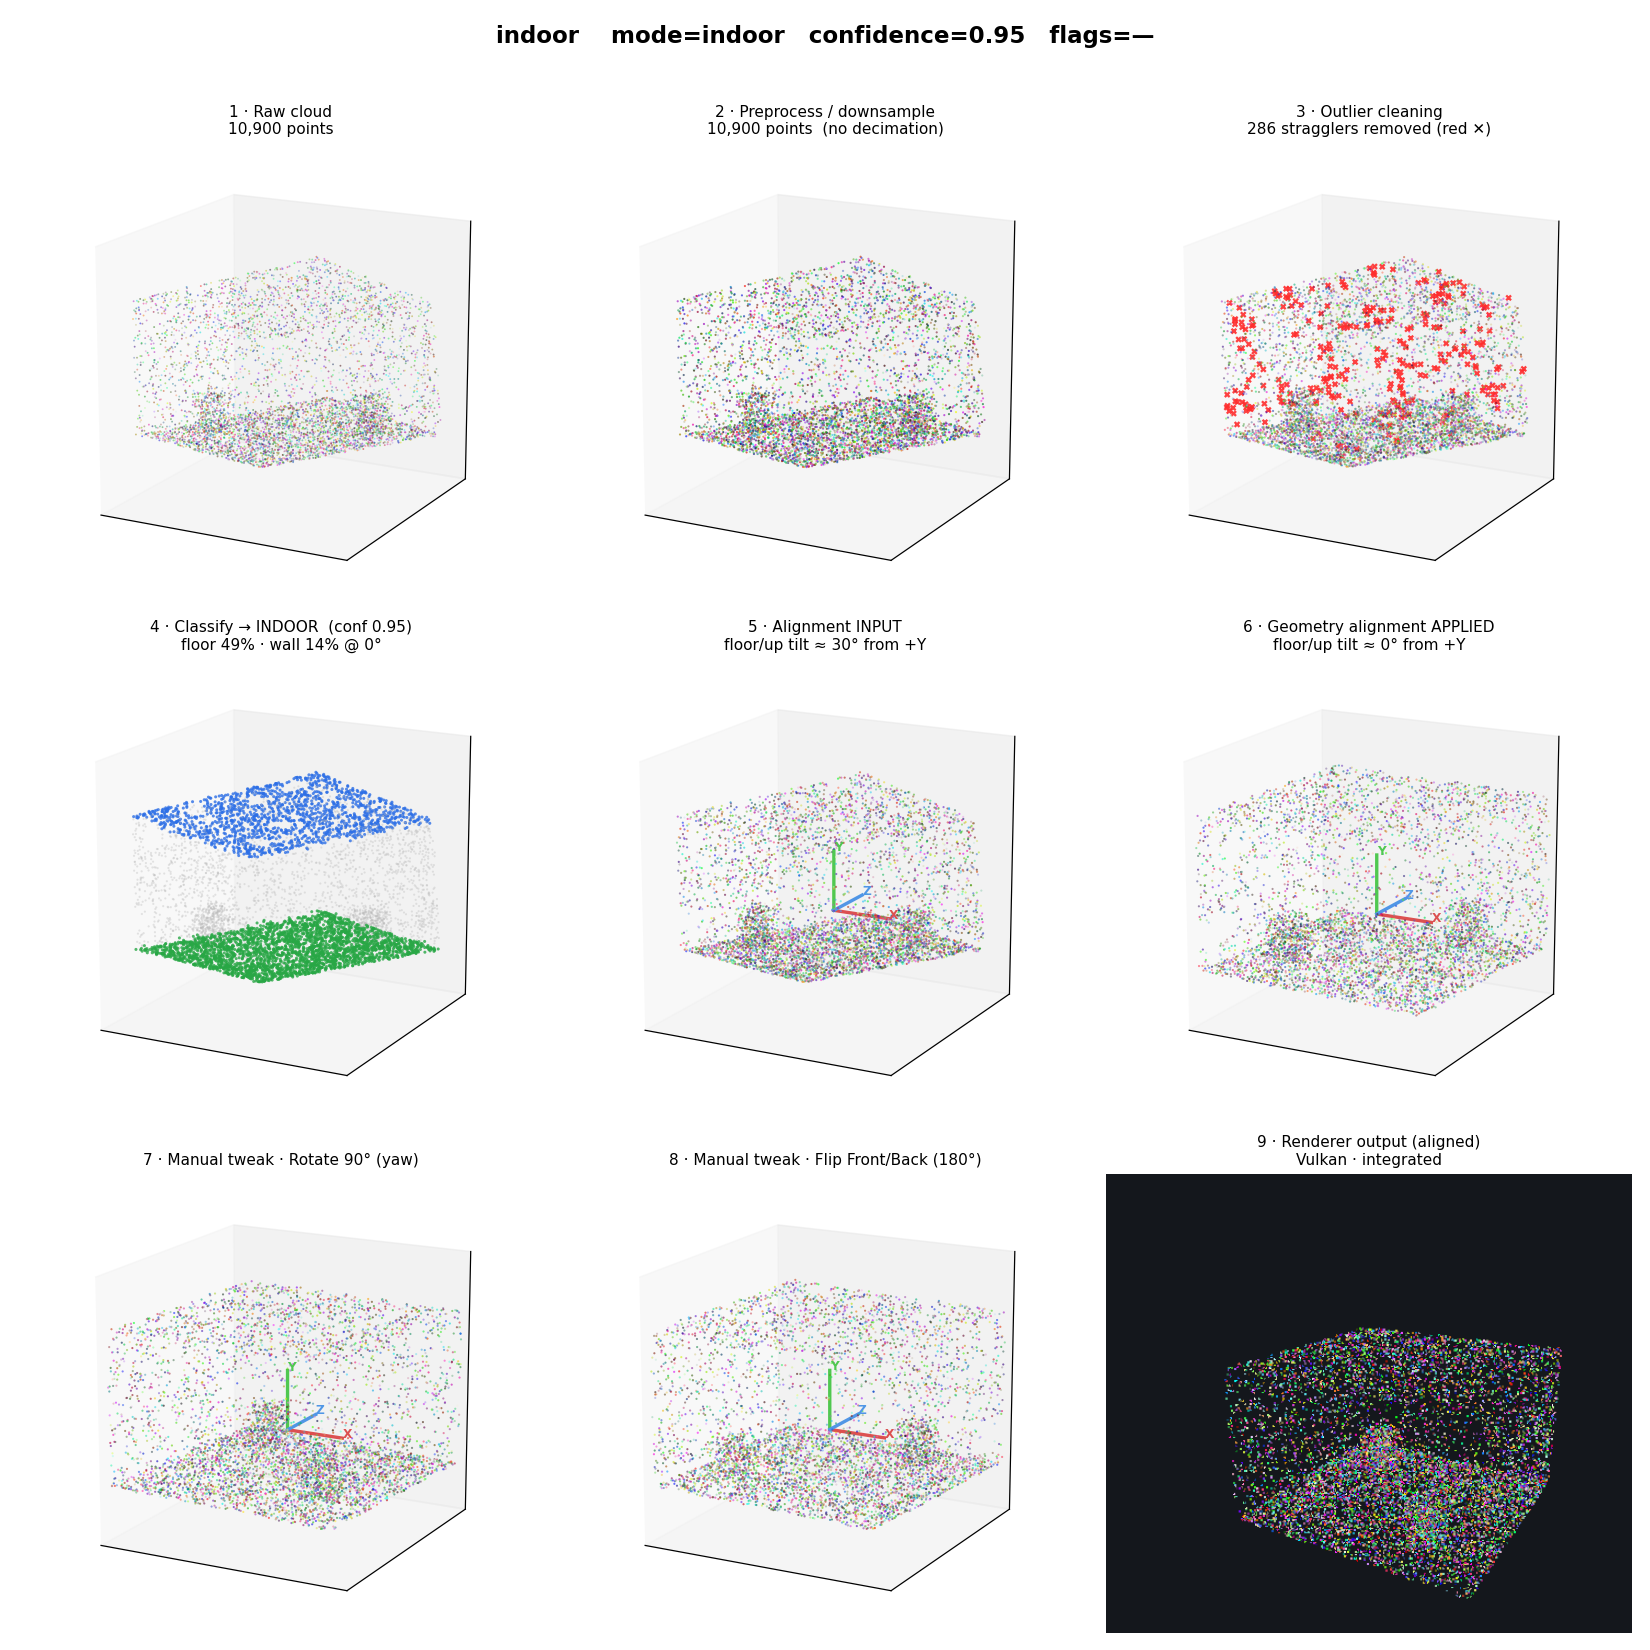 indoor    mode=indoor   confidence=0.95   flags=—
1 · Raw cloud
10,900 points
2 · Preprocess / downsample
10,900 points  (no decimation)
3 · Outlier cleaning
286 stragglers removed (red ✕)
4 · Classify → INDOOR  (conf 0.95)
floor 49% · wall 14% @ 0°
5 · Alignment INPUT
floor/up tilt ≈ 30° from +Y
Y
Z
X
6 · Geometry alignment APPLIED
floor/up tilt ≈ 0° from +Y
Y
Z
X
7 · Manual tweak · Rotate 90° (yaw)
Y
Z
X
8 · Manual tweak · Flip Front/Back (180°)
Y
Z
X
9 · Renderer output (aligned)
Vulkan · integrated